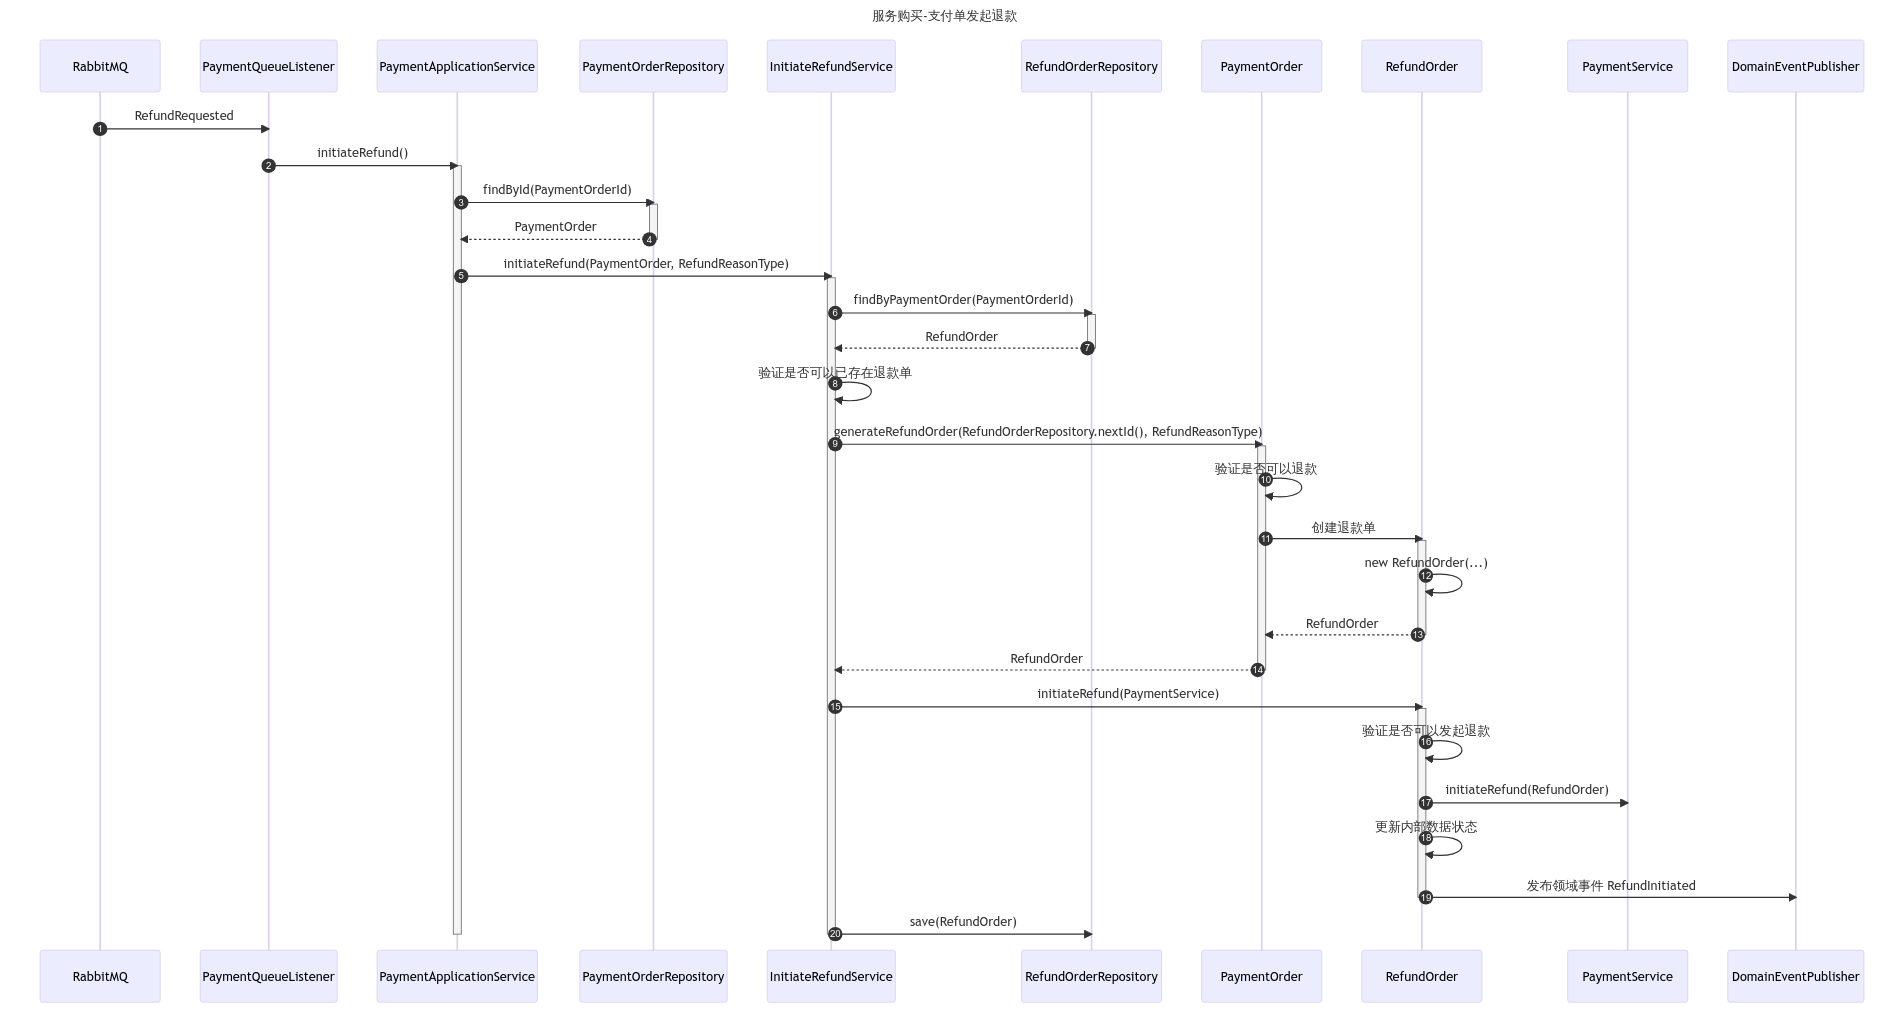 服务购买-支付单发起退款
RabbitMQ
PaymentQueueListener
PaymentApplicationService
PaymentOrderRepository
InitiateRefundService
RefundOrderRepository
PaymentOrder
RefundOrder
PaymentService
DomainEventPublisher
RefundRequested
1
initiateRefund()
2
findById(PaymentOrderId)
3
PaymentOrder
4
initiateRefund(PaymentOrder, RefundReasonType)
5
findByPaymentOrder(PaymentOrderId)
6
RefundOrder
7
验证是否可以已存在退款单
8
generateRefundOrder(RefundOrderRepository.nextId(), RefundReasonType)
9
验证是否可以退款
10
创建退款单
11
new RefundOrder(...)
12
RefundOrder
13
RefundOrder
14
initiateRefund(PaymentService)
15
验证是否可以发起退款
16
initiateRefund(RefundOrder)
17
更新内部数据状态
18
发布领域事件 RefundInitiated
19
save(RefundOrder)
20
RabbitMQ
PaymentQueueListener
PaymentApplicationService
PaymentOrderRepository
InitiateRefundService
RefundOrderRepository
PaymentOrder
RefundOrder
PaymentService
DomainEventPublisher